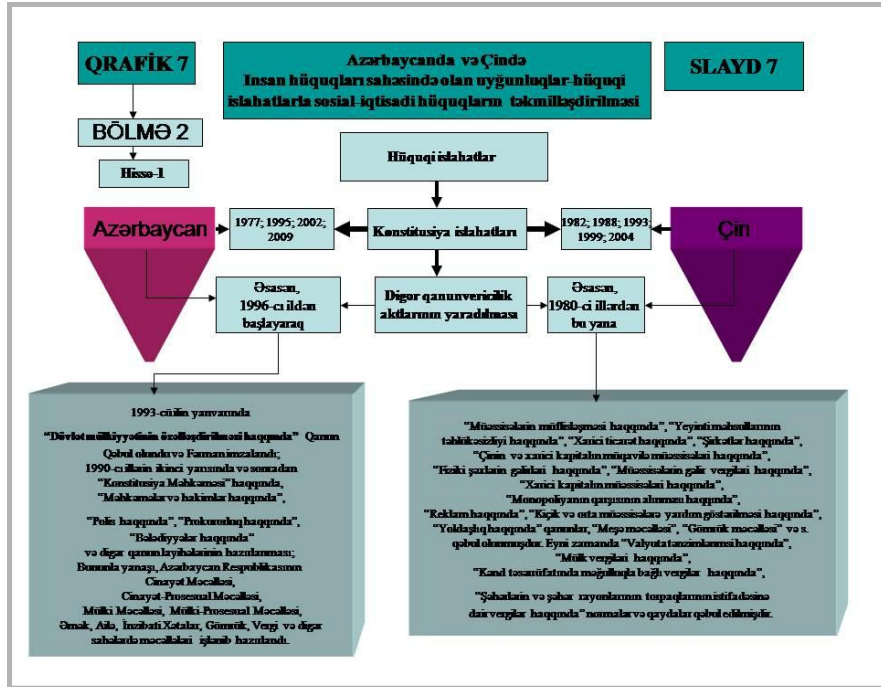 QRAFİK 7
Azərbaycanda və Çində
Insan hüquqları sahəsində olan uyğunluqlar-hüquqi
islahatlarla sosial-iqtisadi hüquqların təkmilləşdirilməsi
SLAYD 7
BÖLMƏ 2
Hissə-1
Hüquqi islahatlar
Azərbaycan
1977; 1995; 2002;
2009
Konstitusiya islahatları
1982; 1988; 1993;
1999; 2004
Çin
Əsasən,
1996-cı ildən
başlayaraq
Digər qanunvericilik
aktlarının yaradılması
Əsasən,
1980-ci illərdən
bu yana
1993-cü ilin yanvarında
“Dövlət mülkiyyətinin özəlləşdirilməsi haqqında” Qanun
Qəbul olundu və Fərman imzalandı;
1990-cı illərin ikinci yarısında və sonradan
“Konstitusiya Məhkəməsi” haqqında,
“Məhkəmələr və hakimlər haqqında”,
“Polis haqqında”, “Prokurorluq haqqında”,
“Bələdiyyələr haqqında”
və digər qanun layihələrinin hazırlanması;
Bununla yanaşı, Azərbaycan Respublikasının
Cinayət Məcəlləsi,
Cinayət-Prosesual Məcəlləsi,
Mülki Məcəlləsi, Mülki-Prosesual Məcəlləsi,
Əmək, Ailə, İnzibati Xətalar, Gömrük, Vergi və digər
sahələrdə məcəllələri işlənib hazırlandı.
“Müəssisələrin müflisləşməsi haqqında”, “Yeyinti məhsullarının
təhlükəsizliyi haqqında”, “Xarici ticarət haqqında”, “Şirkətlər haqqında”,
“Çinin və xarici kapitalın müqavilə müəssisələri haqqında”,
“Fiziki şəxslərin gəlirləri haqqında”, “Müəssisələrin gəlir vergiləri haqqında”,
“Xarici kapitalın müəssisələri haqqında”,
“Monopoliyanın qarşısının alınması haqqında”,
“Reklam haqqında”, “Kiçik və orta müəssisələrə yardım göstərilməsi haqqında”,
“Yoldaşlıq haqqında” qanunlar, “Meşə məcəlləsi”, “Gömrük məcəlləsi” və s.
qəbul olunmuşdur. Eyni zamanda “Valyuta tənzimlənməsi haqqında”,
“Mülk vergiləri haqqında”,
“Kənd təsərrüfatında məğulluqla bağlı vergilər haqqında”,
“Şəhərlərin və şəhər rayonlarının torpaqlarının istifadəsinə
dair vergilər haqqında” normalar və qaydalar qəbul edilmişdir.